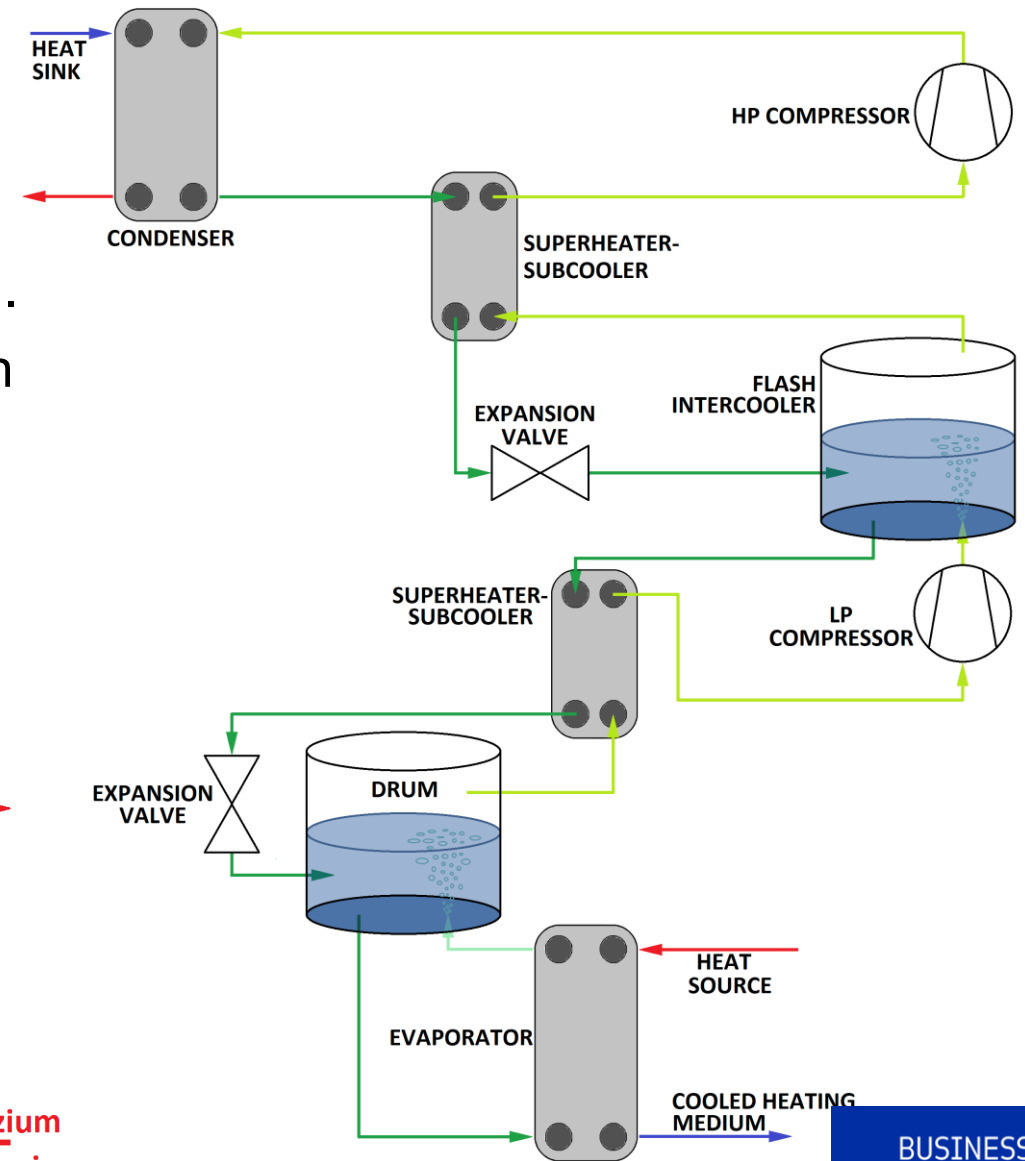 HEAT
SINK
HP COMPRESSOR
CONDENSER
SUPERHEATER-
SUBCOOLER
.
n
FLASH
INTERCOOLER
EXPANSION
VALVE
SUPERHEATER-
SUBCOOLER
LP
COMPRESSOR
DRUM
EXPANSION
VALVE
HEAT
SOURCE
EVAPORATOR
COOLED HEATING
MEDIUM
zium
BUSINESS